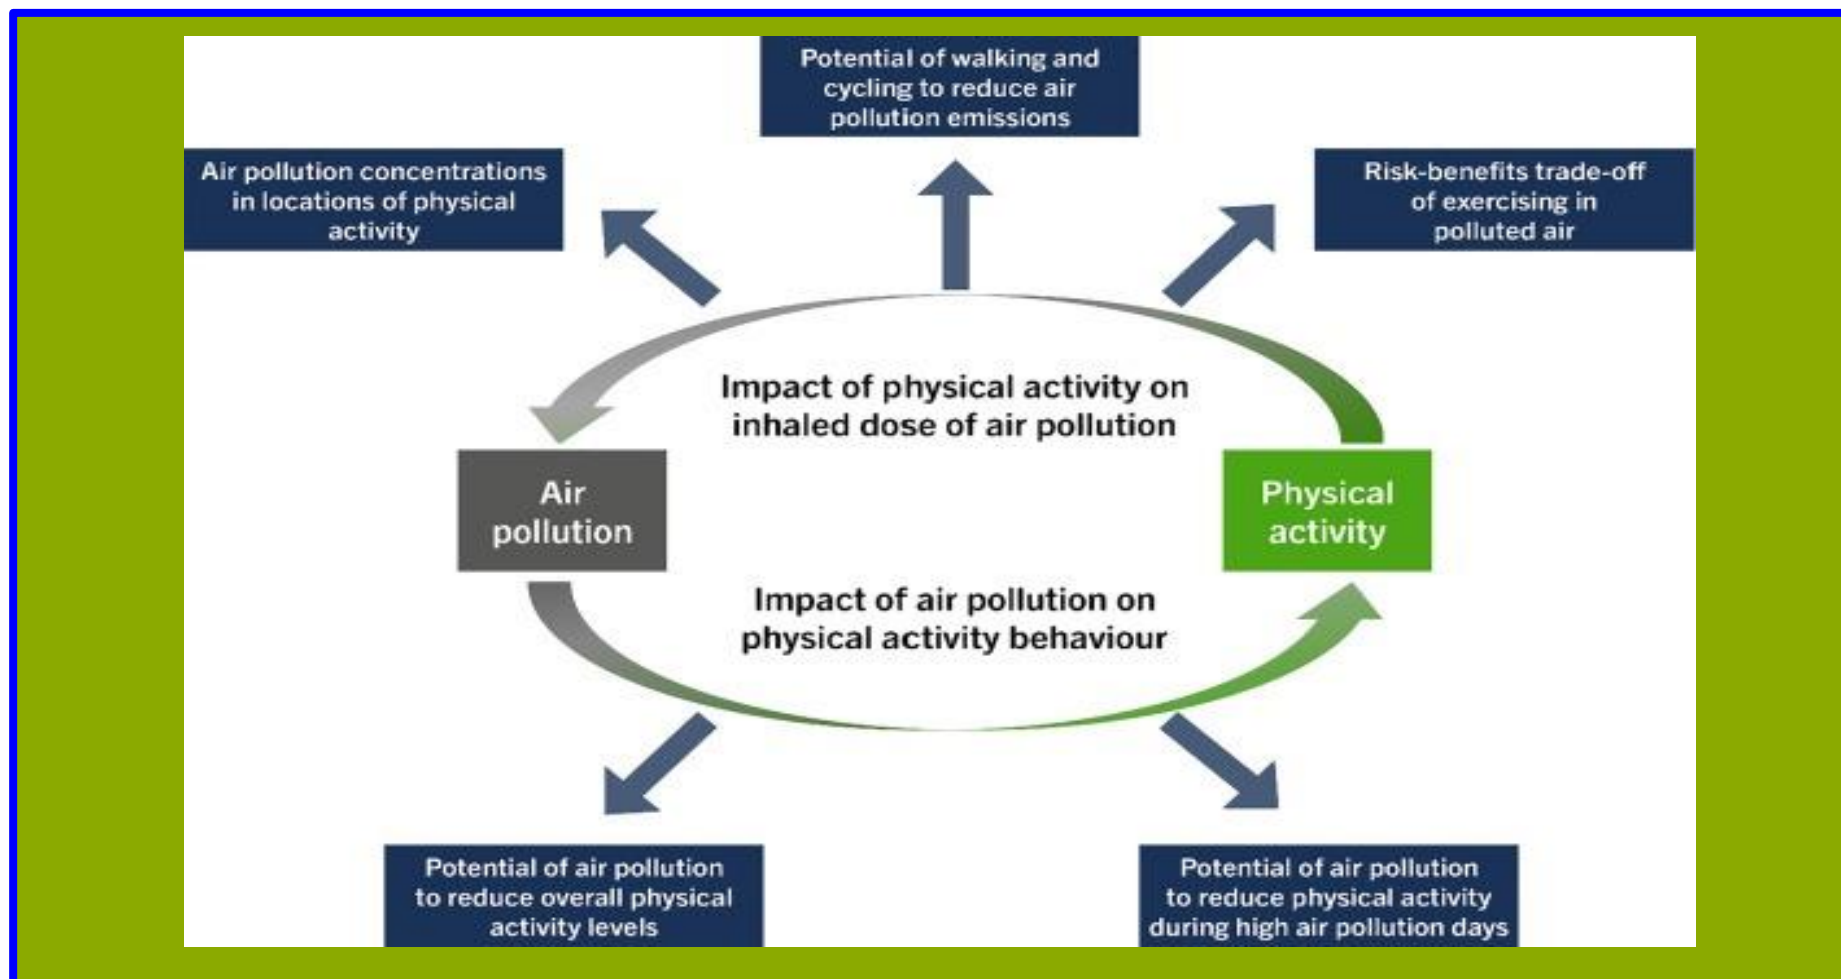 Potential of walking and
cycling to reduce air
pollution emissions
Air pollution concentrations
in locations of physical
activity
Risk-benefits trade-off
of exercising in
polluted air
Impact of physical activity on
inhaled dose of air pollution
Air
pollution
Physical
activity
Impact of air pollution on
physical activity behaviour
Potential of air pollution
to reduce overall physical
activity levels
Potential of air pollution
to reduce physical activity
during high air pollution days